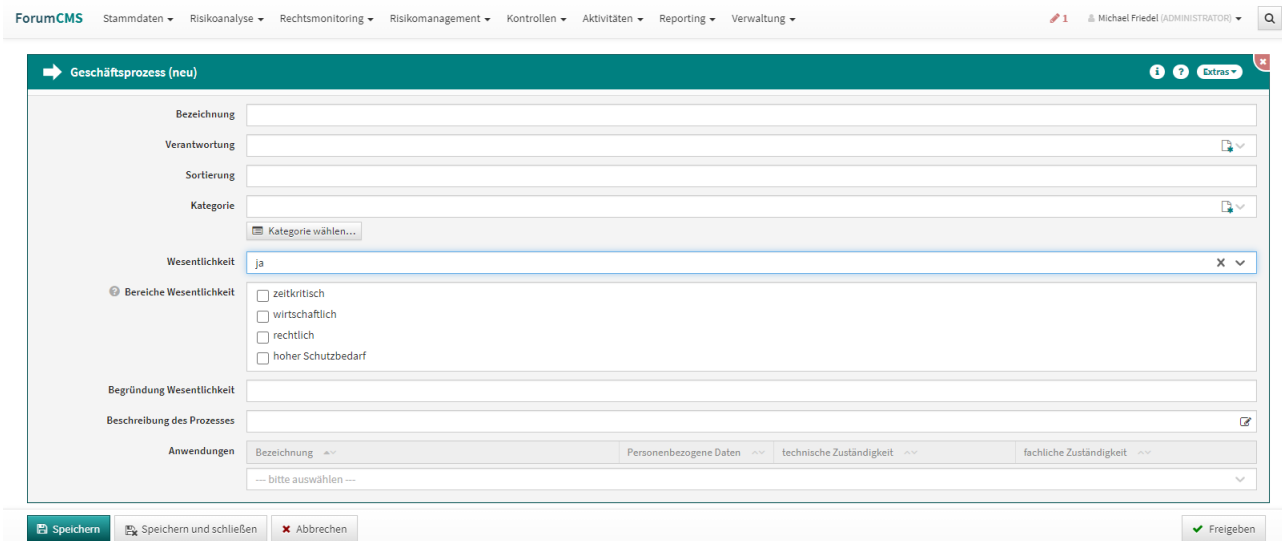 ForumCMS Stammdaten Risikoanalyse Rechtsmonitoring Risikomanagement Kontrollen Aktivitäten Reporting Verwaltung 1 Michael Friedel (ADMINISTRATOR)
Geschäftsprozess (neu) Extras
Bezeichnung
Verantwortung
Sortierung
Kategorie
Kategorie wählen...
Wesentlichkeit ja
Bereiche Wesentlichkeit zeitkritisch
wirtschaftlich
rechtlich
hoher Schutzbedarf
Begründung Wesentlichkeit
Beschreibung des Prozesses
Anwendungen Bezeichnung Personenbezogene Daten technische Zuständigkeit fachliche Zuständigkeit
--- bitte auswählen ---
Speichern Speichern und schließen Abbrechen Freigeben